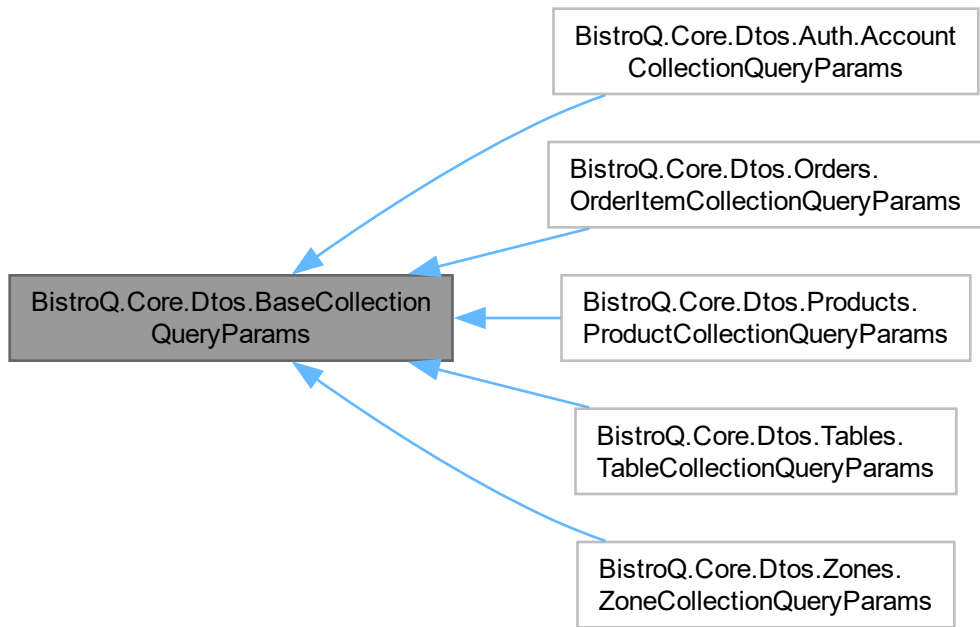 BistroQ.Core.Dtos.BaseCollection
QueryParams
BistroQ.Core.Dtos.Auth.Account
CollectionQueryParams
BistroQ.Core.Dtos.Orders.
OrderItemCollectionQueryParams
BistroQ.Core.Dtos.Products.
ProductCollectionQueryParams
BistroQ.Core.Dtos.Tables.
TableCollectionQueryParams
BistroQ.Core.Dtos.Zones.
ZoneCollectionQueryParams